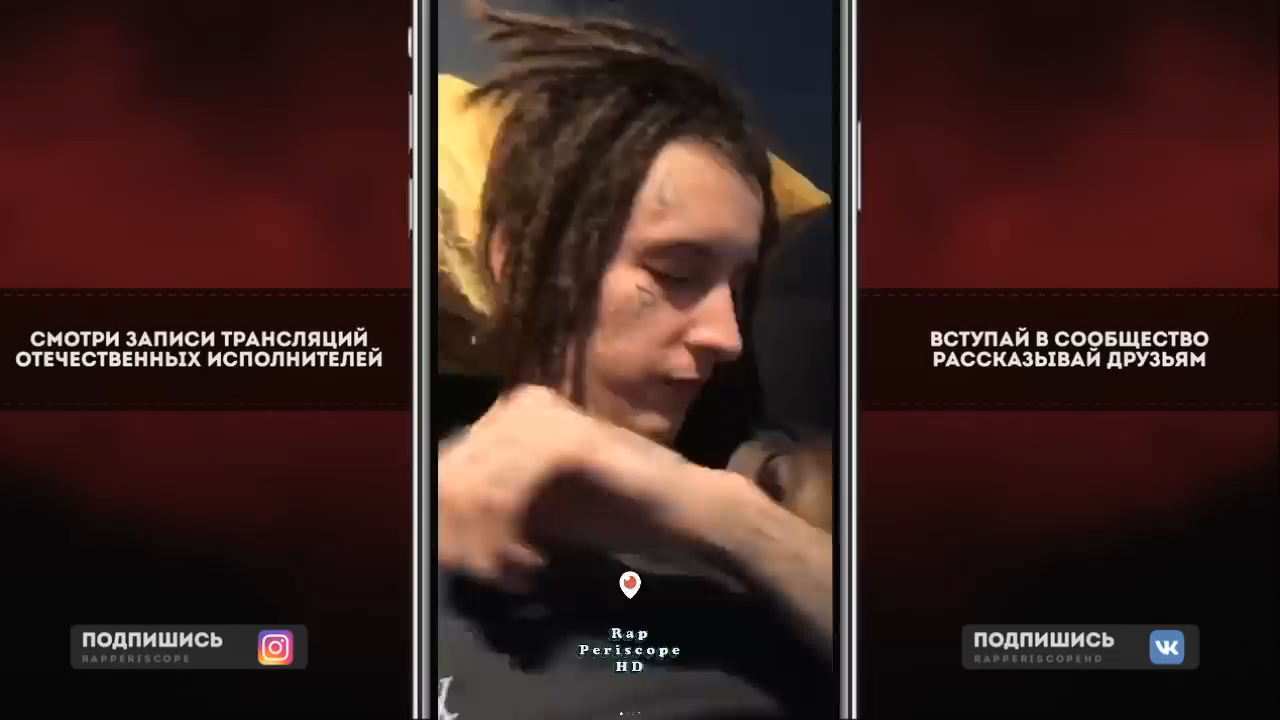 СМОТРИ ЗАПИСИ ТРАНСЛЯЦИЙ
ОТЕЧЕСТВЕННЫХ ИСПОЛНИТЕЛЕЙ
ВСТУПАЙ В СООБЩЕСТВО
РАССКАЗЫВАЙ ДРУЗЬЯМ
Rap
Periscope
HD
ПОДПИШИСЬ
RAPPERISCOPE
ПОДПИШИСЬ
RAPPERISCOPEHD